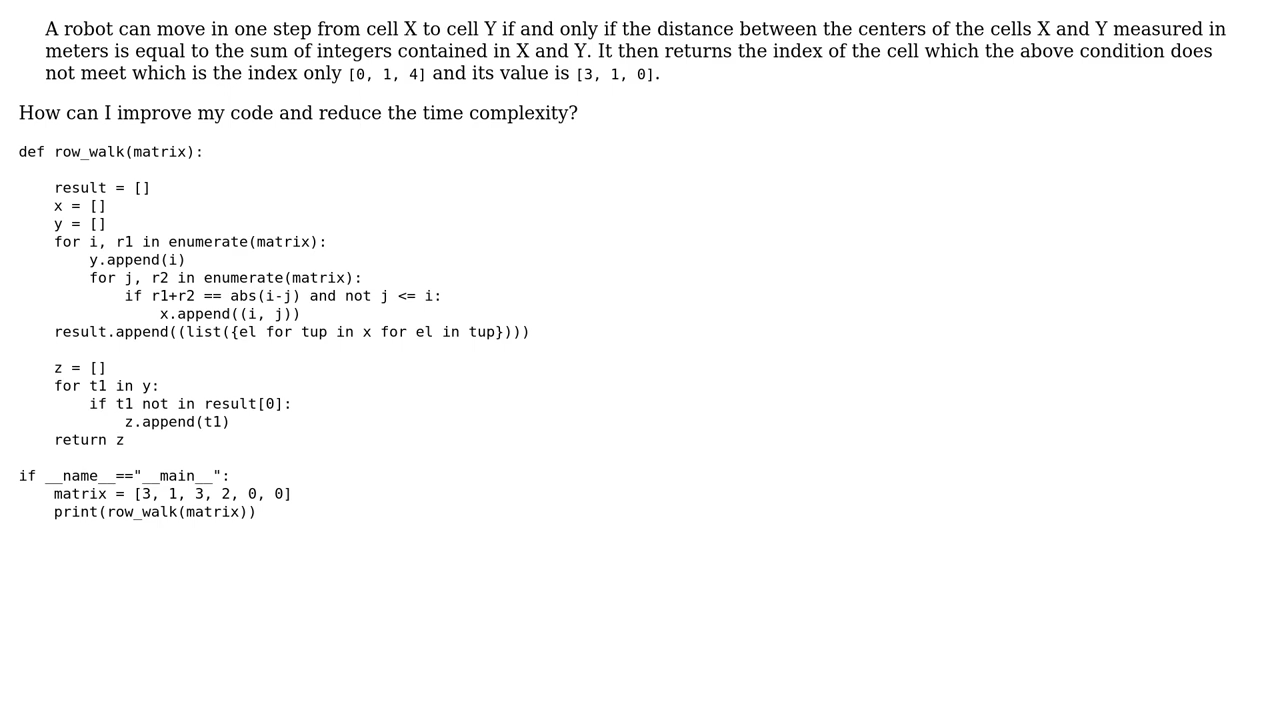 A robot can move in one step from cell X to cell Y if and only if the distance between the centers of the cells X and Y measured in
meters is equal to the sum of integers contained in X and Y. It then returns the index of the cell which the above condition does
not meet which is the index only [0, 1, 4] and its value is [3, 1, 0].
How can I improve my code and reduce the time complexity?
def row_walk(matrix):
    result = []
    x = []
    y = []
    for i, r1 in enumerate(matrix):
        y.append(i)
        for j, r2 in enumerate(matrix):
            if r1+r2 == abs(i-j) and not j <= i:
                x.append((i, j))
    result.append((list({el for tup in x for el in tup})))
    z = []
    for t1 in y:
        if t1 not in result[0]:
            z.append(t1)
    return z
if __name__=="__main__":
    matrix = [3, 1, 3, 2, 0, 0]
    print(row_walk(matrix))